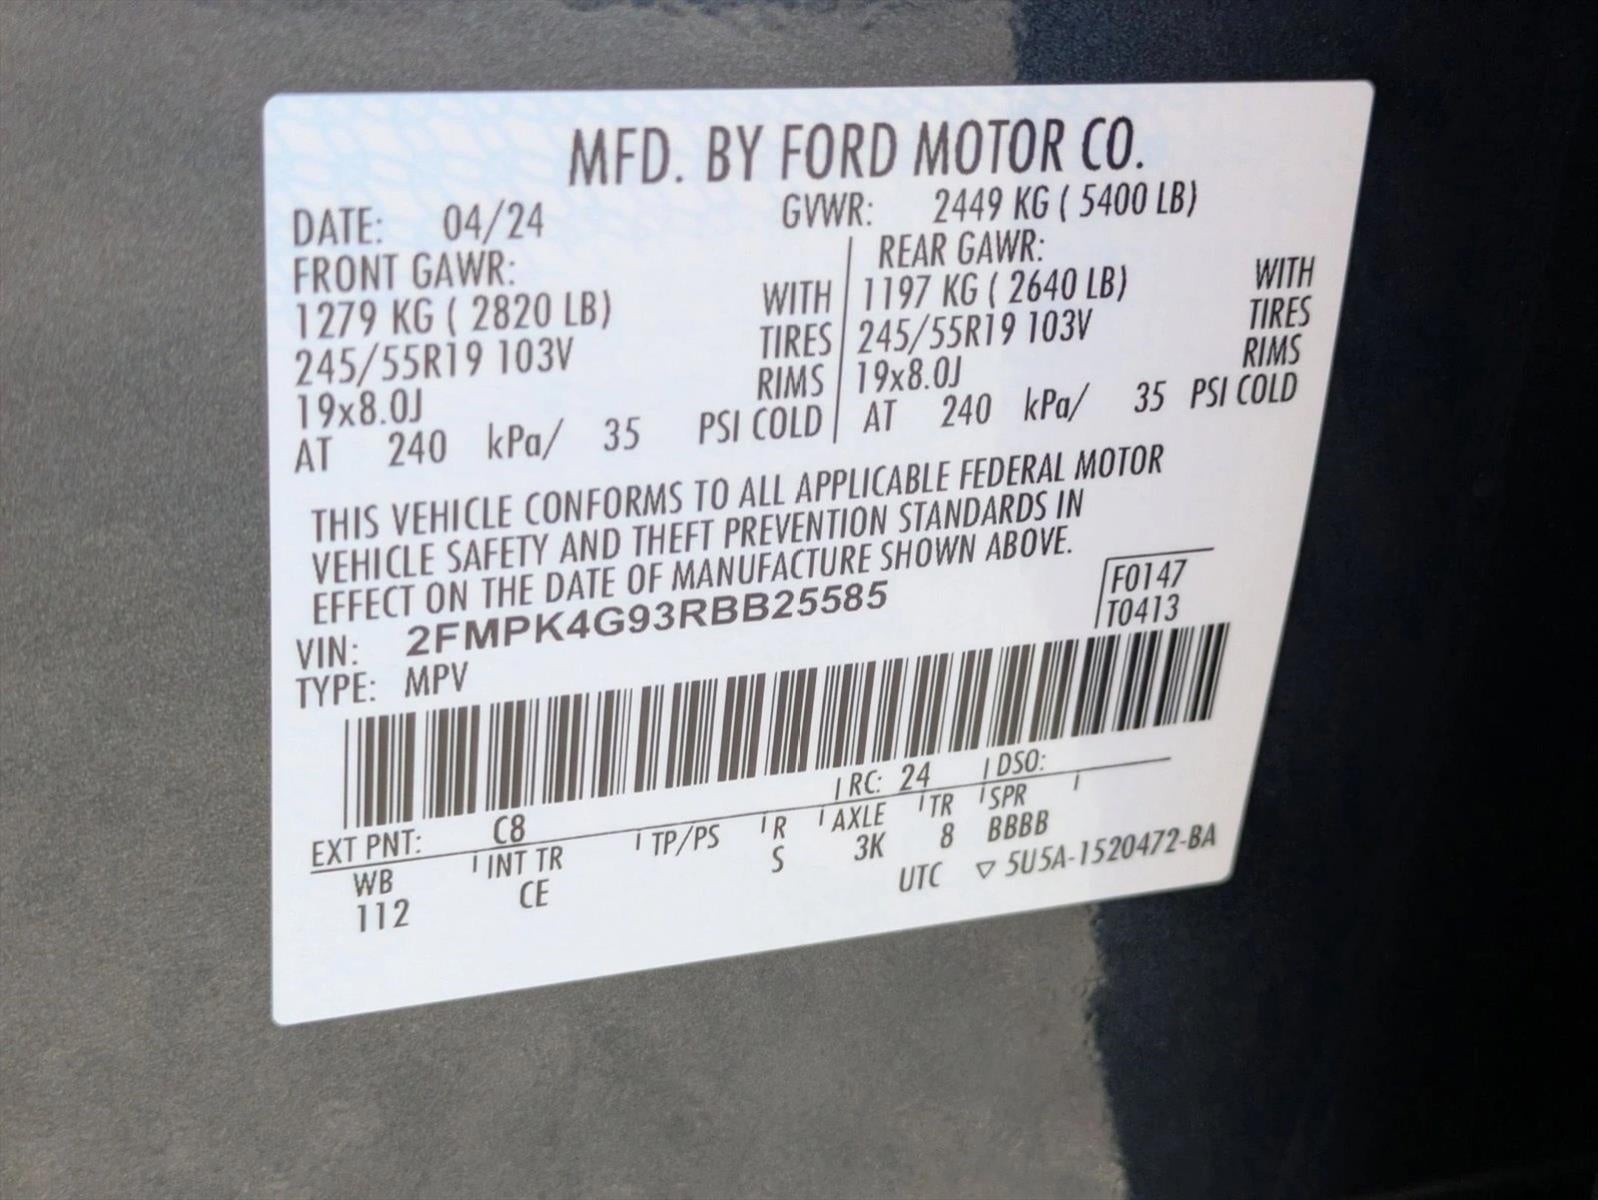 MFD. BY FORD MOTOR CO.
DATE: 04/24 GVWR: 2449 KG ( 5400 LB)
FRONT GAWR: REAR GAWR:
1279 KG ( 2820 LB) WITH 1197 KG ( 2640 LB) WITH
245/55R19 103V TIRES 245/55R19 103V TIRES
19x8.0J RIMS 19x8.0J RIMS
AT 240 kPa/ 35 PSI COLD AT 240 kPa/ 35 PSI COLD
THIS VEHICLE CONFORMS TO ALL APPLICABLE FEDERAL MOTOR
VEHICLE SAFETY AND THEFT PREVENTION STANDARDS IN
EFFECT ON THE DATE OF MANUFACTURE SHOWN ABOVE.
VIN: 2FMPK4G93RBB25585 F0147
TYPE: MPV T0413
EXT PNT: C8 RC: 24 DSO:
WB INT TR TP/PS R AXLE TR SPR
112 CE S 3K 8 BBBB
UTC ▽ 5U5A-1520472-BA